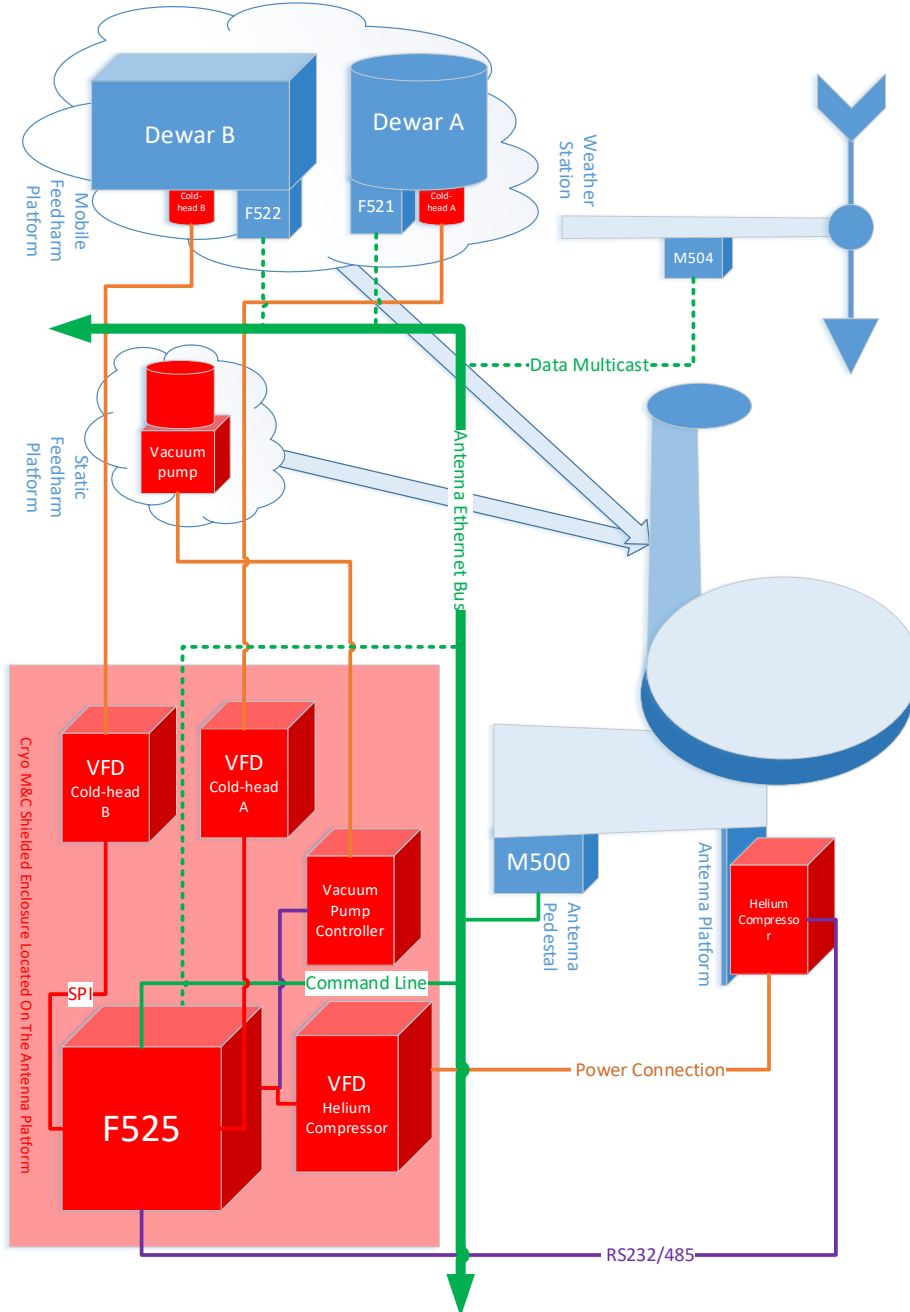 Dewar B
Dewar A
Cold-
head B
F522
F521
Cold-
head A
Mobile
Feedharm
Platform
Weather
Station
M504
Data Multicast
Vacuum
pump
Static
Feedharm
Platform
Antenna Ethernet Bus
Cryo M&C Shielded Enclosure Located On The Antenna Platform
VFD
Cold-head
B
VFD
Cold-head
A
Vacuum
Pump
Controller
M500
Antenna
Pedestal
Antenna Platform
Helium
Compresso
r
SPI
Command Line
F525
VFD
Helium
Compressor
Power Connection
RS232/485